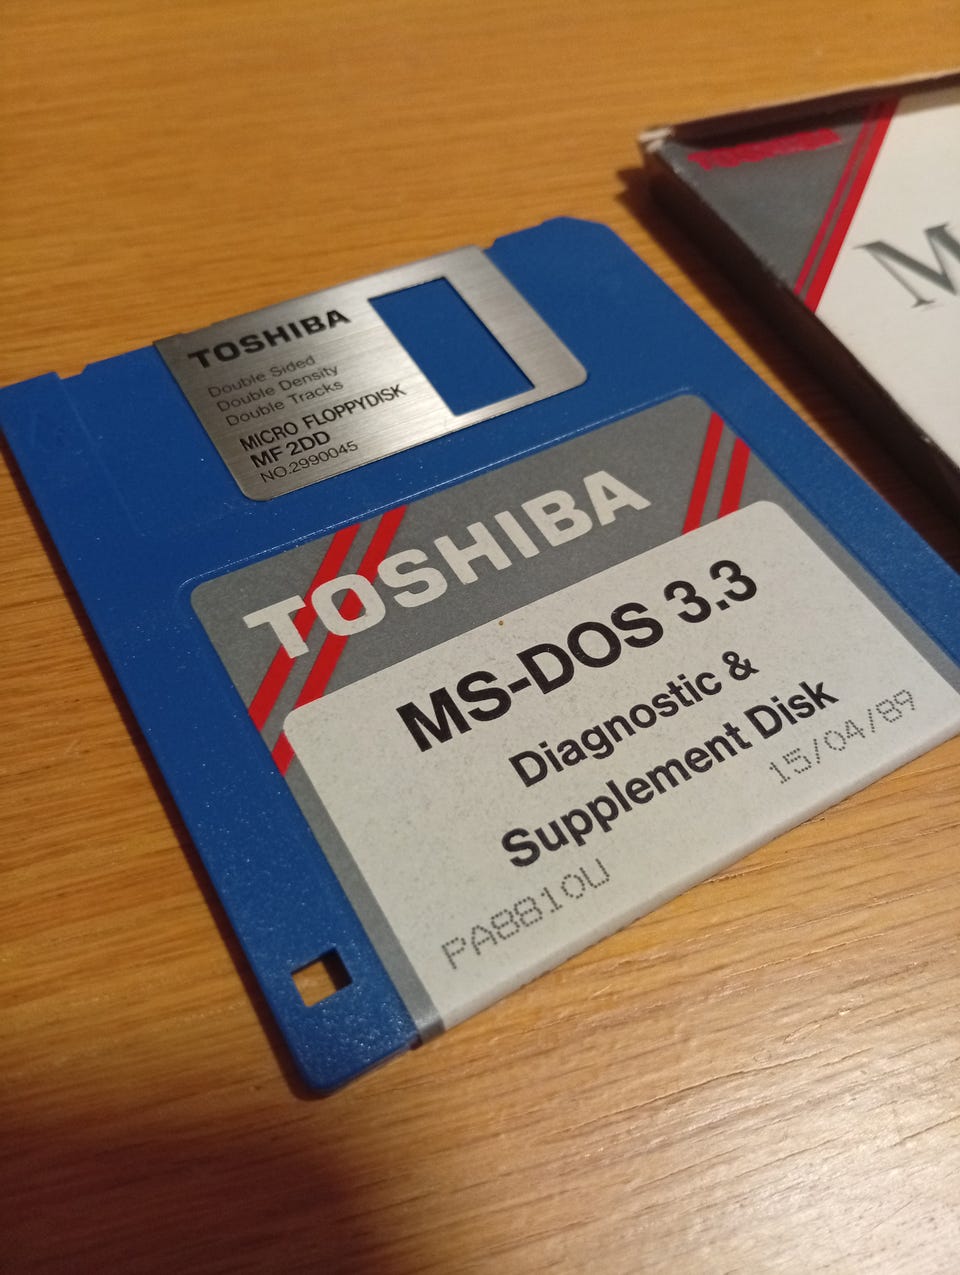 TOSHIBA
Double Sided
Double Density
Double Tracks
MICRO FLOPPYDISK
MF 2DD
NO.2990045
TOSHIBA
MS-DOS 3.3
Diagnostic &
Supplement Disk
15/04/89
PA8810U
TOSHIBA
M